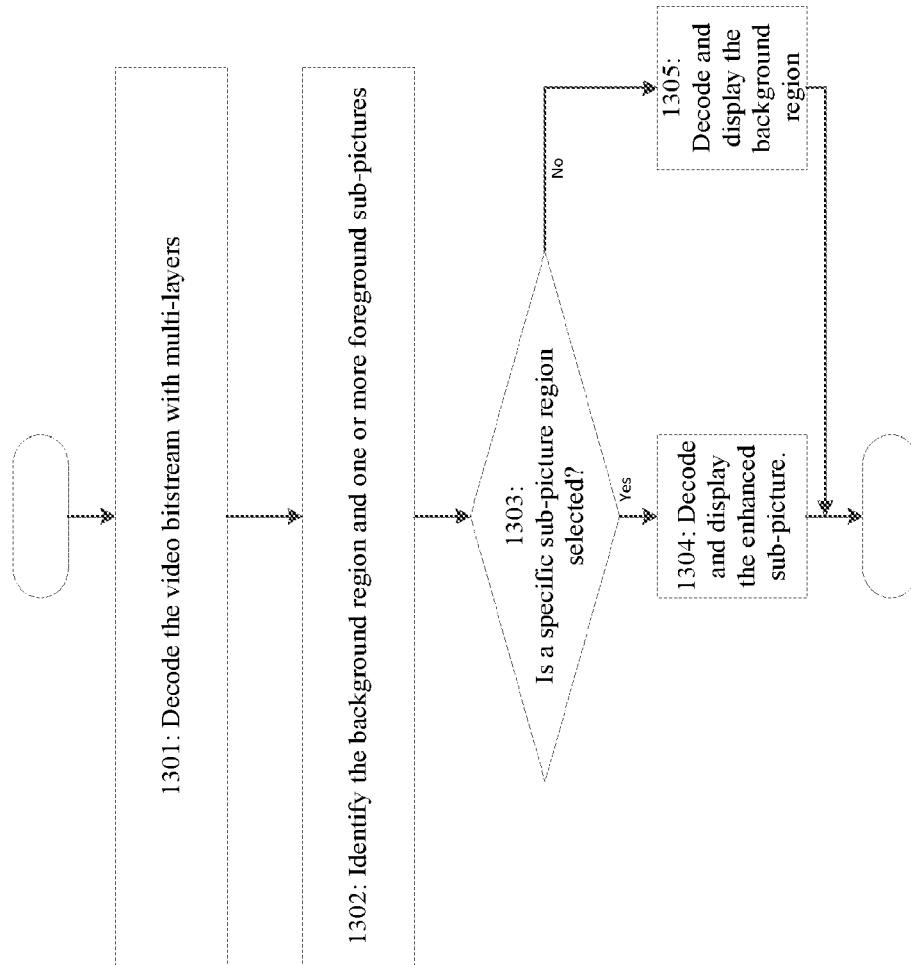 1301: Decode the video bitstream with multi-layers
1302: Identify the background region and one or more foreground sub-pictures
1303:
Is a specific sub-picture region
selected?
No
Yes
1304: Decode
and display
the enhanced
sub-picture.
1305:
Decode and
display the
background
region